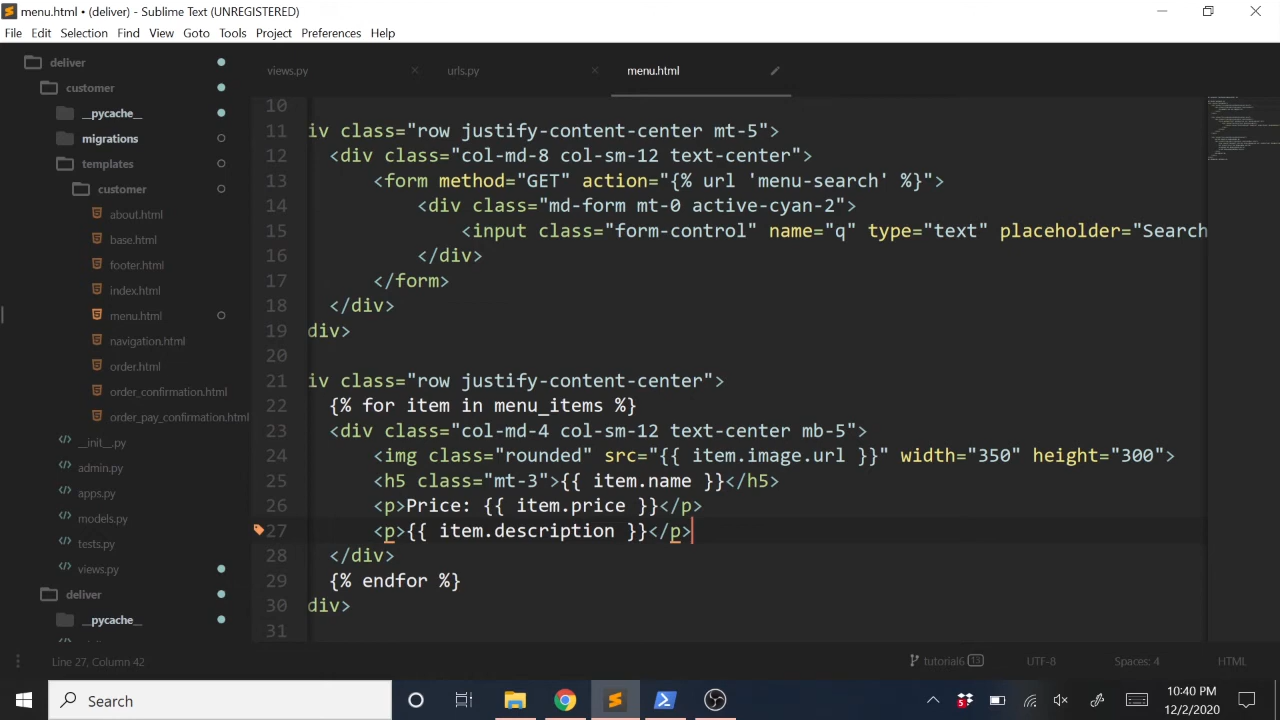 menu.html • (deliver) - Sublime Text (UNREGISTERED)
File Edit Selection Find View Goto Tools Project Preferences Help
deliver
customer
__pycache__
migrations
templates
customer
about.html
base.html
footer.html
index.html
menu.html
navigation.html
order.html
order_confirmation.html
order_pay_confirmation.html
__init__.py
admin.py
apps.py
models.py
tests.py
views.py
deliver
__pycache__
views.py × urls.py × menu.html
10
11 iv class="row justify-content-center mt-5">
12 <div class="col-md-8 col-sm-12 text-center">
13 <form method="GET" action="{% url 'menu-search' %}">
14 <div class="md-form mt-0 active-cyan-2">
15 <input class="form-control" name="q" type="text" placeholder="Search
16 </div>
17 </form>
18 </div>
19 div>
20
21 iv class="row justify-content-center">
22 {% for item in menu_items %}
23 <div class="col-md-4 col-sm-12 text-center mb-5">
24 <img class="rounded" src="{{ item.image.url }}" width="350" height="300">
25 <h5 class="mt-3">{{ item.name }}</h5>
26 <p>Price: {{ item.price }}</p>
27 <p>{{ item.description }}</p>
28 </div>
29 {% endfor %}
30 div>
31
Line 27, Column 42 tutorial6 13 UTF-8 Spaces: 4 HTML
Search
10:40 PM
12/2/2020